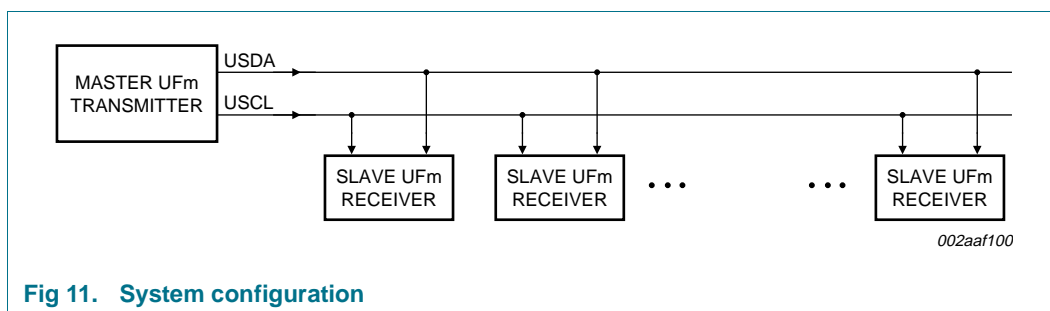 USDA
MASTER UFm
TRANSMITTER
USCL
SLAVE UFm
RECEIVER
SLAVE UFm
RECEIVER
SLAVE UFm
RECEIVER
002aaf100
Fig 11. System configuration